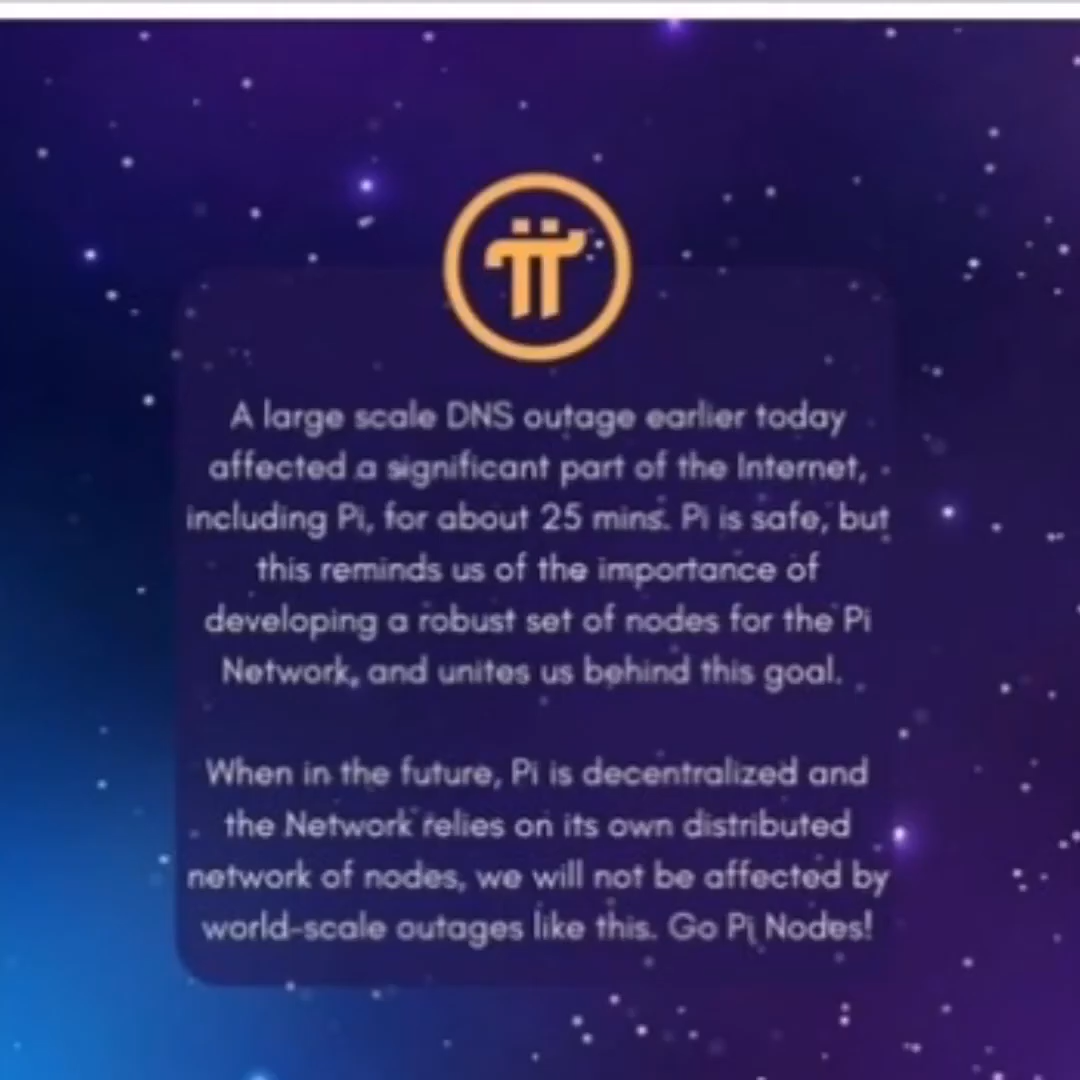 A large scale DNS outage earlier today
affected a significant part of the Internet,
including Pi, for about 25 mins. Pi is safe, but
this reminds us of the importance of
developing a robust set of nodes for the Pi
Network, and unites us behind this goal.
When in the future, Pi is decentralized and
the Network relies on its own distributed
network of nodes, we will not be affected by
world-scale outages like this. Go Pi Nodes!